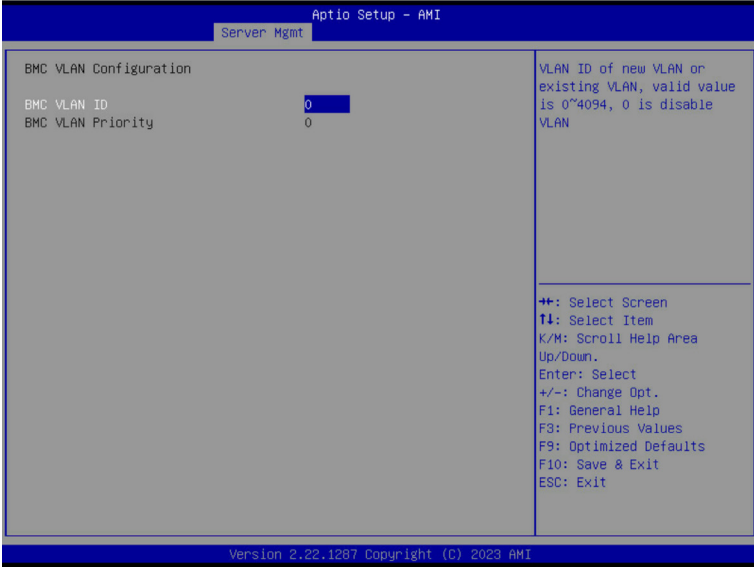 Aptio Setup - AMI
Server Mgmt
BMC VLAN Configuration
BMC VLAN ID 0
BMC VLAN Priority 0
VLAN ID of new VLAN or
existing VLAN, valid value
is 0~4094, 0 is disable
VLAN
→←: Select Screen
↑↓: Select Item
K/M: Scroll Help Area
Up/Down.
Enter: Select
+/-: Change Opt.
F1: General Help
F3: Previous Values
F9: Optimized Defaults
F10: Save & Exit
ESC: Exit
Version 2.22.1287 Copyright (C) 2023 AMI